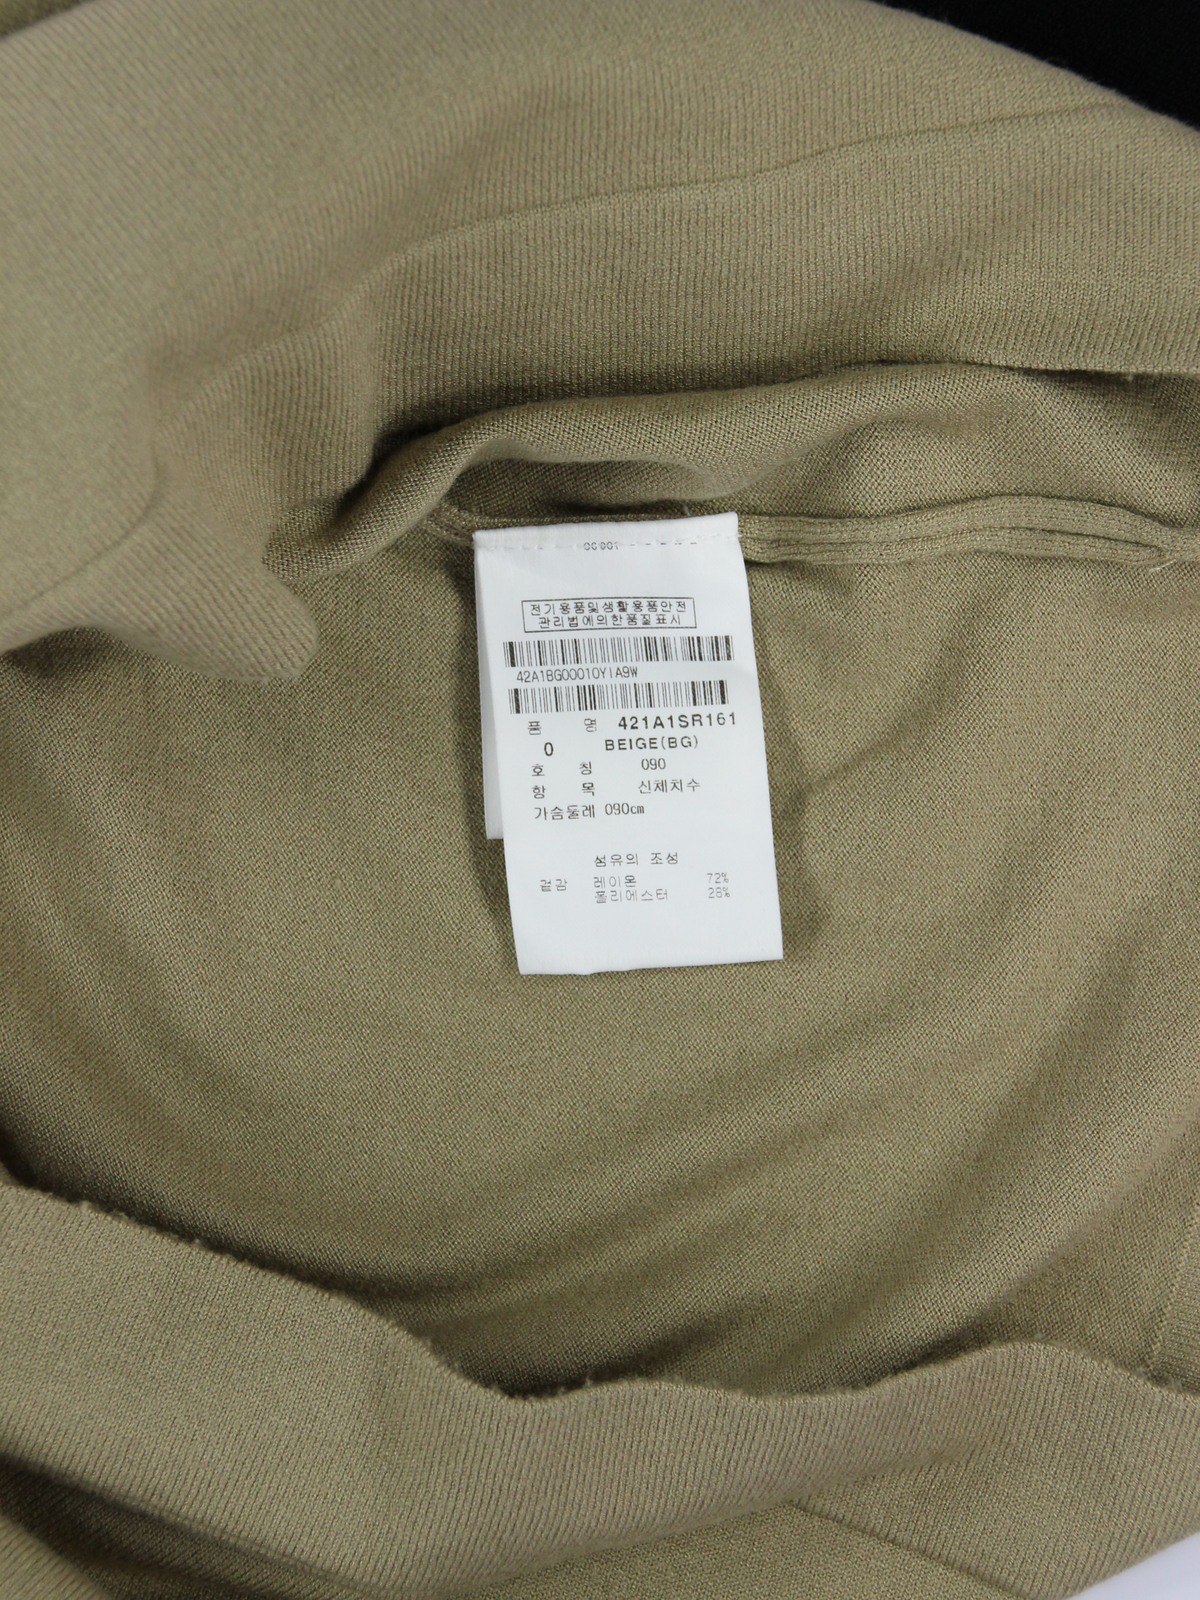 전기용품및생활용품안전
관리법에의한품질표시
42A1BG00010YIA9W
품 명 421A1SR161
0 BEIGE(BG)
호 칭 090
항 목 신체치수
가슴둘레 090cm
섬유의 조성
겉감 레이온 72%
폴리에스터 28%